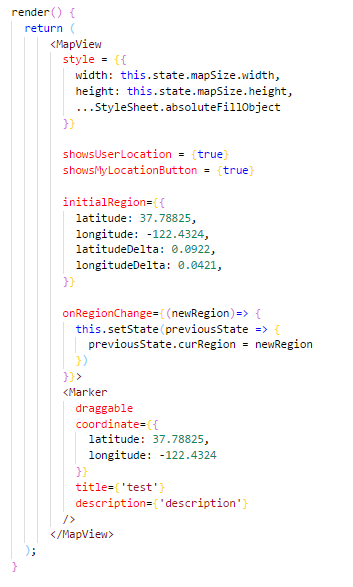 render() {
return (
<MapView
style = {{
width: this.state.mapSize.width,
height: this.state.mapSize.height,
...StyleSheet.absoluteFillObject
}}
showsUserLocation = {true}
showsMyLocationButton = {true}
initialRegion={{
latitude: 37.78825,
longitude: -122.4324,
latitudeDelta: 0.0922,
longitudeDelta: 0.0421,
}}
onRegionChange={(newRegion)=> {
this.setState(previousState => {
previousState.curRegion = newRegion
})
}}>
<Marker
draggable
coordinate={{
latitude: 37.78825,
longitude: -122.4324
}}
title={'test'}
description={'description'}
/>
</MapView>
);
}